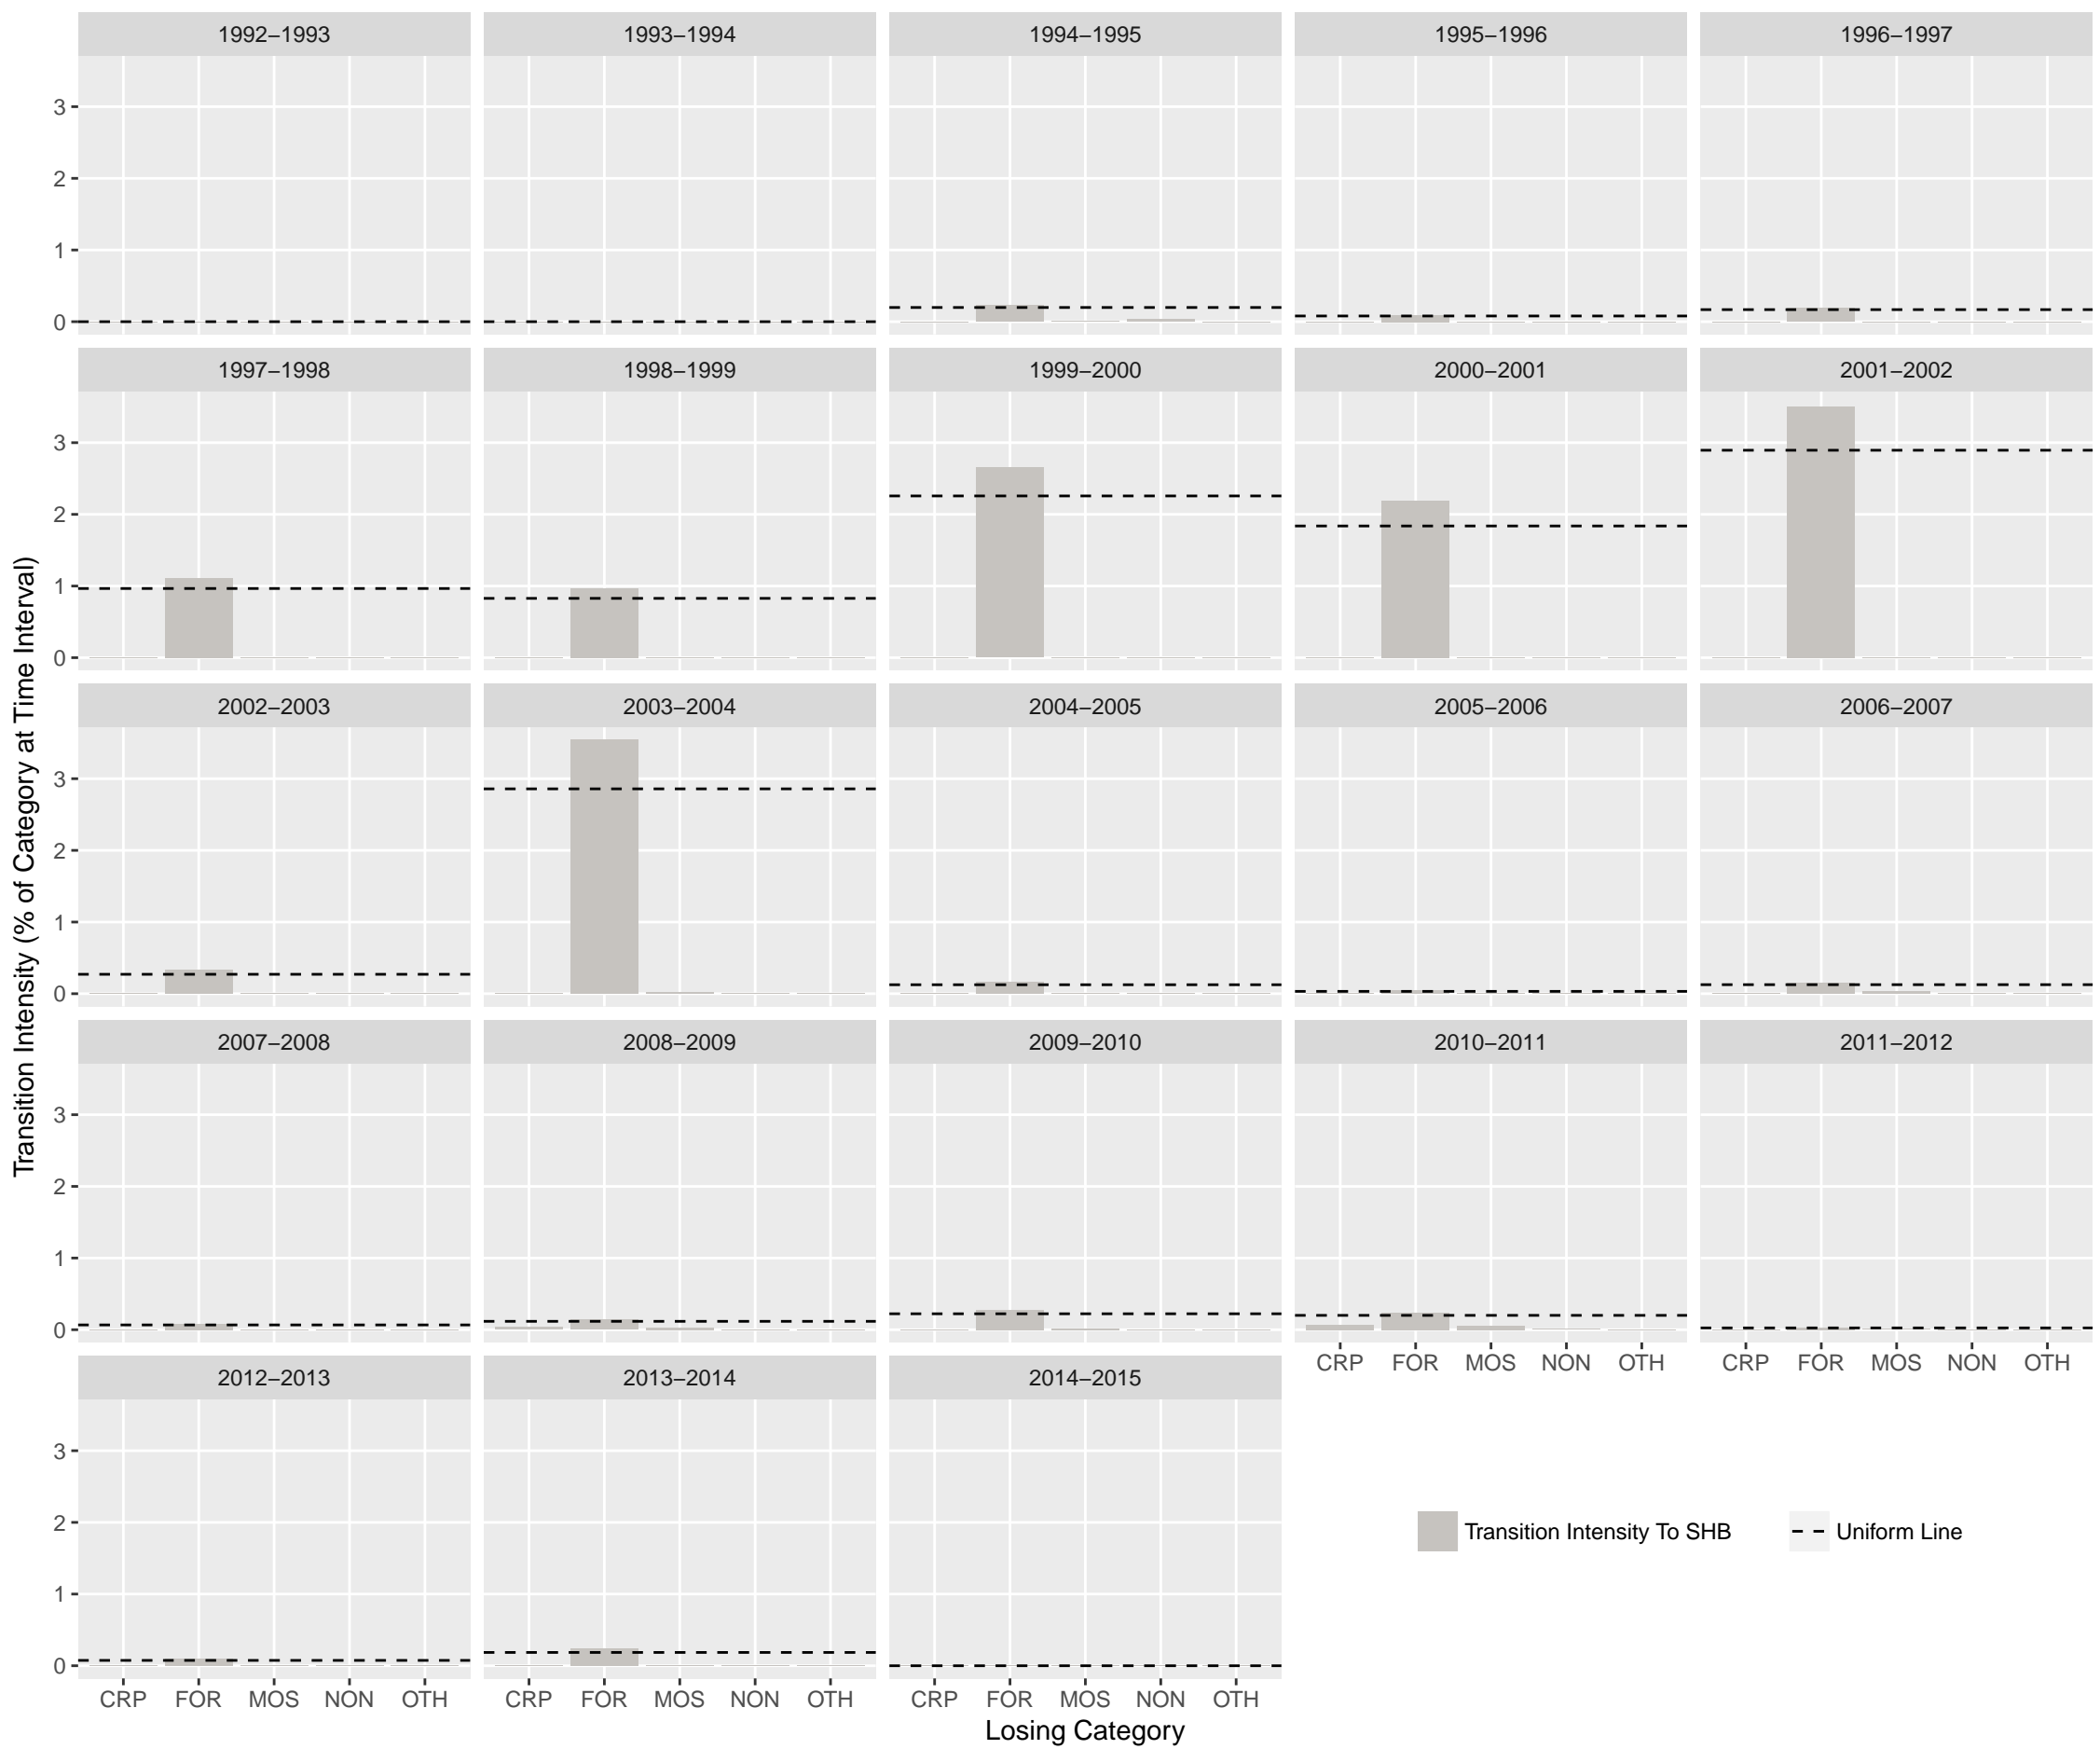 1992–1993 1993–1994 1994–1995 1995–1996 1996–1997
3
2
1
0
1997–1998 1998–1999 1999–2000 2000–2001 2001–2002
3
2
1
0
2002–2003 2003–2004 2004–2005 2005–2006 2006–2007
3
2
1
0
2007–2008 2008–2009 2009–2010 2010–2011 2011–2012
3
2
1
0
CRP FOR MOS NON OTH CRP FOR MOS NON OTH
2012–2013 2013–2014 2014–2015
3
2
1
0
CRP FOR MOS NON OTH CRP FOR MOS NON OTH CRP FOR MOS NON OTH
Losing Category
Transition Intensity (% of Category at Time Interval)
Transition Intensity To SHB Uniform Line